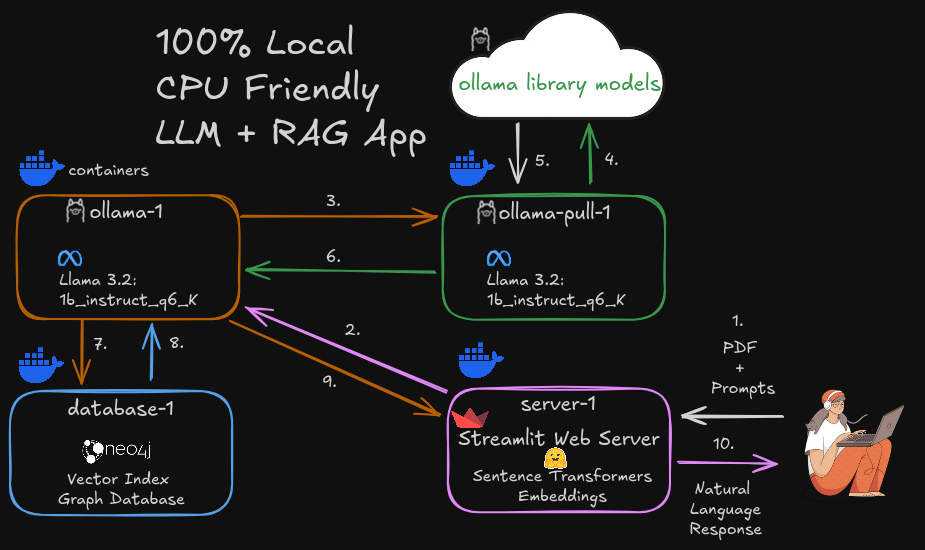 100% Local
CPU Friendly
LLM + RAG App
ollama library models
5.
4.
containers
ollama-1
Llama 3.2:
1b_instruct_q6_K
3.
6.
ollama-pull-1
Llama 3.2:
1b_instruct_q6_K
7.
8.
2.
9.
1.
PDF
+
Prompts
database-1
neo4j
Vector Index
Graph Database
server-1
Streamlit Web Server
Sentence Transformers
Embeddings
10.
Natural
Language
Response